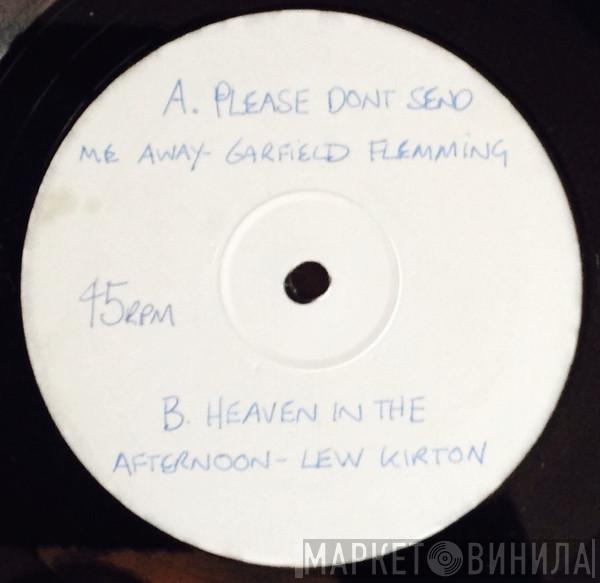 A. PLEASE DONT SEND
ME AWAY- GARFIELD FLEMMING
45RPM
B. HEAVEN IN THE
AFTERNOON- LEW KIRTON
МАРКЕТ ВИНИЛА